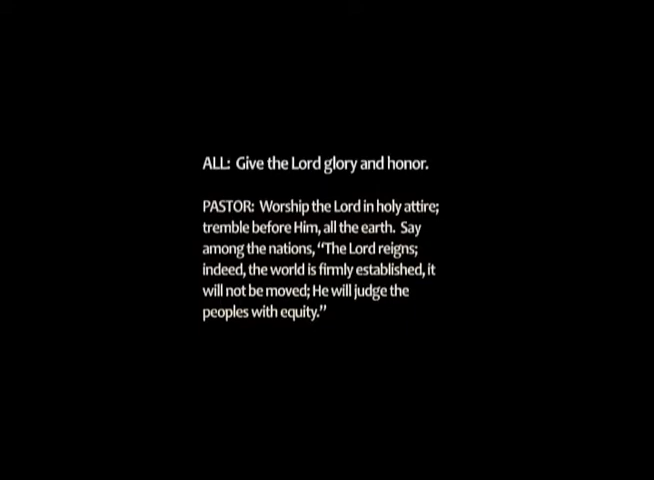 ALL:  Give the Lord glory and honor.
PASTOR:  Worship the Lord in holy attire;
tremble before Him, all the earth.  Say
among the nations, “The Lord reigns;
indeed, the world is firmly established, it
will not be moved; He will judge the
peoples with equity.”